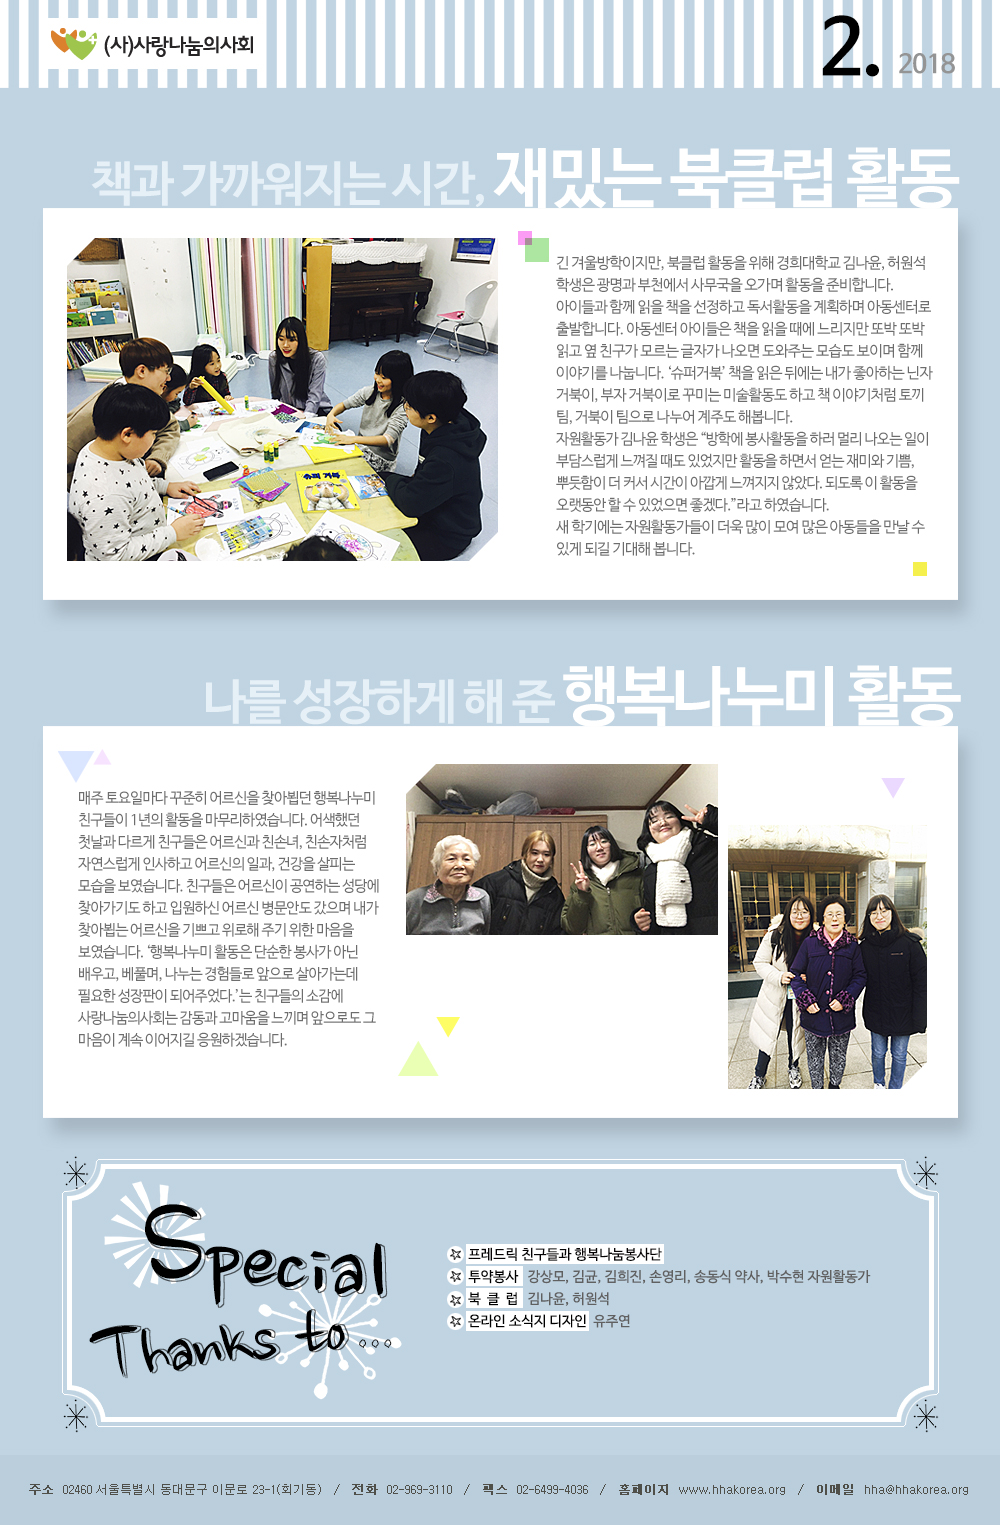 (사)사랑나눔의사회
2. 2018
책과 가까워지는 시간, 재밌는 북클럽 활동
긴 겨울방학이지만, 북클럽 활동을 위해 경희대학교 김나윤, 허원석
학생은 광명과 부천에서 사무국을 오가며 활동을 준비합니다.
아이들과 함께 읽을 책을 선정하고 독서활동을 계획하며 아동센터로
출발합니다. 아동센터 아이들은 책을 읽을 때에 느리지만 또박 또박
읽고 옆 친구가 모르는 글자가 나오면 도와주는 모습도 보이며 함께
이야기를 나눕니다. ‘슈퍼거북’ 책을 읽은 뒤에는 내가 좋아하는 닌자
거북이, 부자 거북이로 꾸미는 미술활동도 하고 책 이야기처럼 토끼
팀, 거북이 팀으로 나누어 계주도 해봅니다.
자원활동가 김나윤 학생은 “방학에 봉사활동을 하러 멀리 나오는 일이
부담스럽게 느껴질 때도 있었지만 활동을 하면서 얻는 재미와 기쁨,
뿌듯함이 더 커서 시간이 아깝게 느껴지지 않았다. 되도록 이 활동을
오랫동안 할 수 있었으면 좋겠다.”라고 하였습니다.
새 학기에는 자원활동가들이 더욱 많이 모여 많은 아동들을 만날 수
있게 되길 기대해 봅니다.
슈퍼 거북
나를 성장하게 해 준 행복나누미 활동
매주 토요일마다 꾸준히 어르신을 찾아뵙던 행복나누미
친구들이 1년의 활동을 마무리하였습니다. 어색했던
첫날과 다르게 친구들은 어르신과 친손녀, 친손자처럼
자연스럽게 인사하고 어르신의 일과, 건강을 살피는
모습을 보였습니다. 친구들은 어르신이 공연하는 성당에
찾아가기도 하고 입원하신 어르신 병문안도 갔으며 내가
찾아뵙는 어르신을 기쁘고 위로해 주기 위한 마음을
보였습니다. ‘행복나누미 활동은 단순한 봉사가 아닌
배우고, 베풀며, 나누는 경험들로 앞으로 살아가는데
필요한 성장판이 되어주었다.’는 친구들의 소감에
사랑나눔의사회는 감동과 고마움을 느끼며 앞으로도 그
마음이 계속 이어지길 응원하겠습니다.
Special
Thanks to...
프레드릭 친구들과 행복나눔봉사단
투약봉사 강상모, 김균, 김희진, 손영리, 송동식 약사, 박수현 자원활동가
북 클 럽 김나윤, 허원석
온라인 소식지 디자인 유주연
주소 02460 서울특별시 동대문구 이문로 23-1(회기동) / 전화 02-969-3110 / 팩스 02-6499-4036 / 홈페이지 www.hhakorea.org / 이메일 hha@hhakorea.org